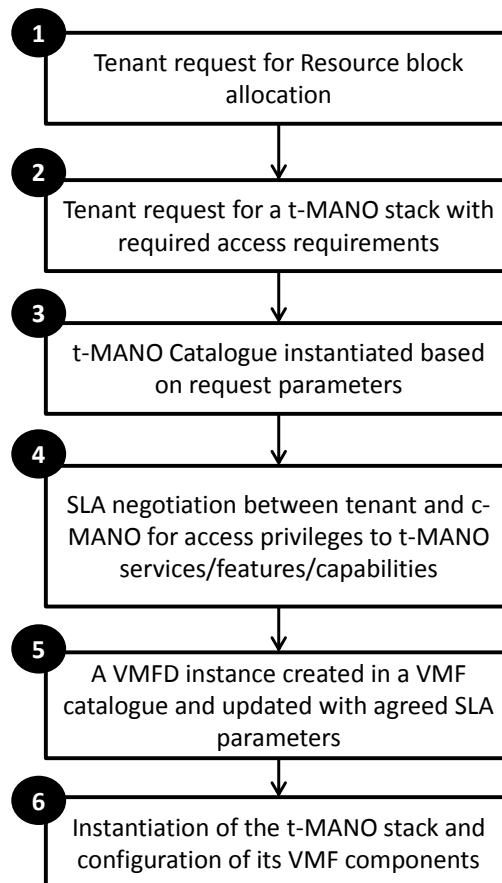 1
Tenant request for Resource block
allocation
2
Tenant request for a t-MANO stack with
required access requirements
3
t-MANO Catalogue instantiated based
on request parameters
4
SLA negotiation between tenant and c-
MANO for access privileges to t-MANO
services/features/capabilities
5
A VMFD instance created in a VMF
catalogue and updated with agreed SLA
parameters
6
Instantiation of the t-MANO stack and
configuration of its VMF components